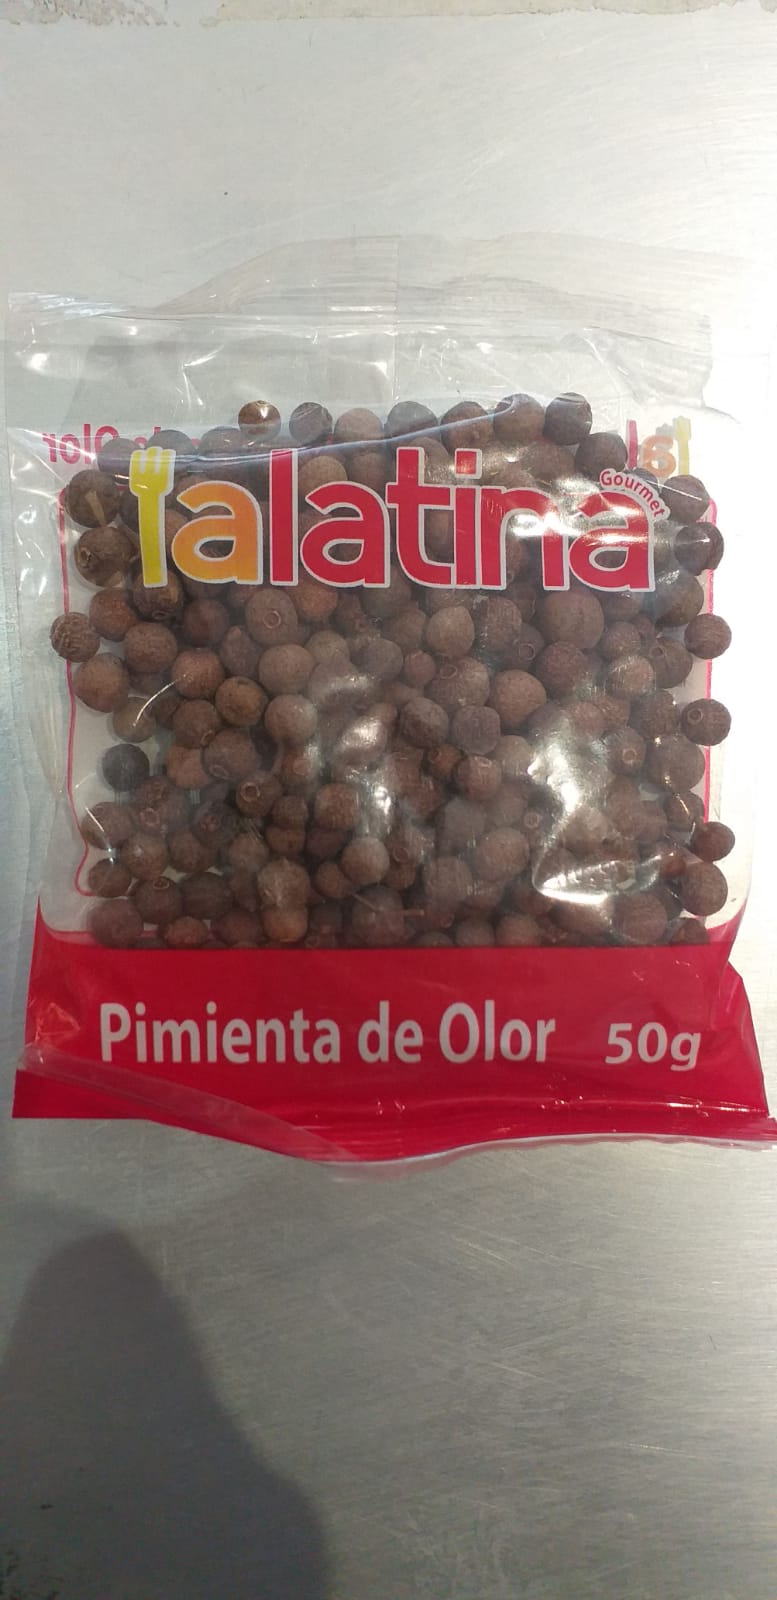 lalatina
Gourmet
Pimienta de Olor 50g